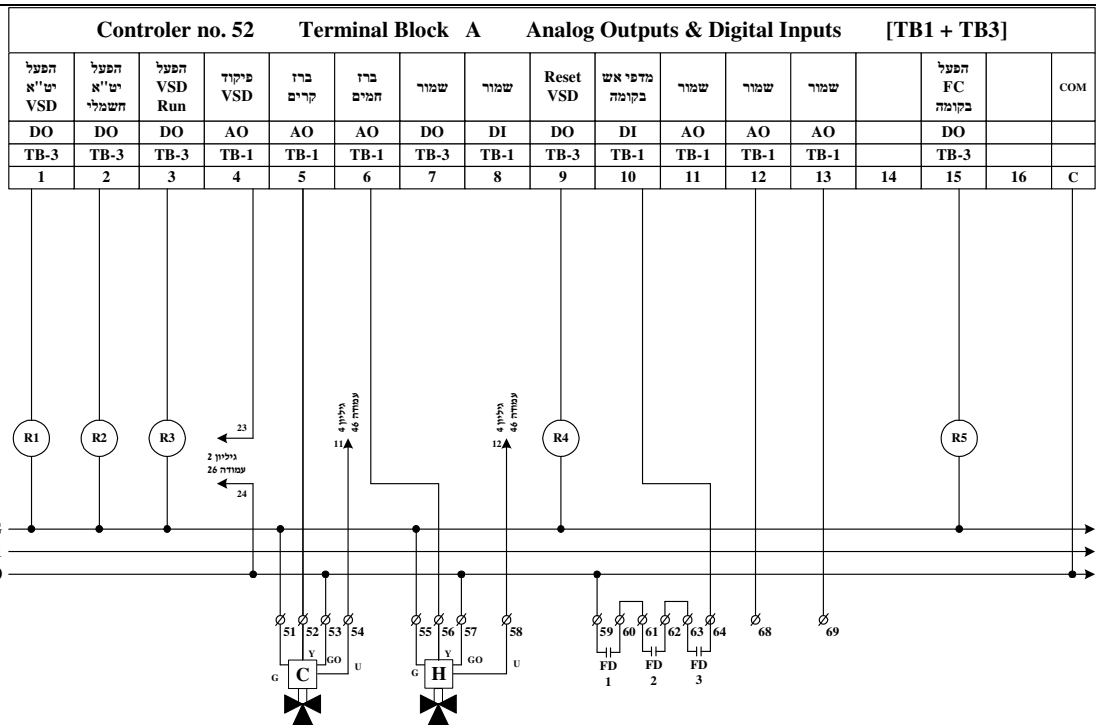 Controler no. 52 Terminal Block A Analog Outputs & Digital Inputs [TB1 + TB3]
הפעל יט"א VSD
הפעל יט"א חשמלי
הפעל VSD Run
פיקוד VSD
ברז קרים
ברז חמים
שמור
שמור
Reset VSD
מדפי אש בקומה
שמור
שמור
שמור
הפעל FC בקומה
COM
DO DO DO AO AO AO DO DI DO DI AO AO AO DO
TB-3 TB-3 TB-3 TB-1 TB-1 TB-1 TB-3 TB-1 TB-3 TB-1 TB-1 TB-1 TB-1 TB-3
1 2 3 4 5 6 7 8 9 10 11 12 13 14 15 16 C
גיליון 4
עמודה 46
11
גיליון 4
עמודה 46
12
R1 R2 R3 23 R4 R5
גיליון 2
עמודה 26
24
51 52 53 54 55 56 57 58 59 60 61 62 63 64 68 69
G Y GO U G Y GO U
C H
FD 1
FD 2
FD 3